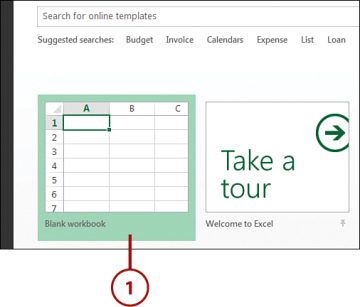 Search for online templates
Suggested searches: Budget Invoice Calendars Expense List Loan
A B C
1
2
3
4
5
6
7
Take a
tour
Blank workbook
Welcome to Excel
1